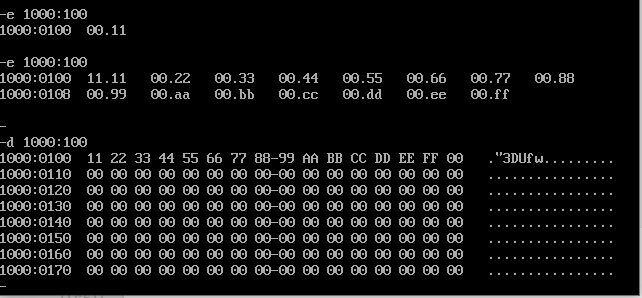 -e 1000:100
1000:0100  00.11

-e 1000:100
1000:0100  11.11   00.22   00.33   00.44   00.55   00.66   00.77   00.88
1000:0108  00.99   00.aa   00.bb   00.cc   00.dd   00.ee   00.ff

-
-d 1000:100
1000:0100  11 22 33 44 55 66 77 88-99 AA BB CC DD EE FF 00   ."3DUfw.........
1000:0110  00 00 00 00 00 00 00 00-00 00 00 00 00 00 00 00   ................
1000:0120  00 00 00 00 00 00 00 00-00 00 00 00 00 00 00 00   ................
1000:0130  00 00 00 00 00 00 00 00-00 00 00 00 00 00 00 00   ................
1000:0140  00 00 00 00 00 00 00 00-00 00 00 00 00 00 00 00   ................
1000:0150  00 00 00 00 00 00 00 00-00 00 00 00 00 00 00 00   ................
1000:0160  00 00 00 00 00 00 00 00-00 00 00 00 00 00 00 00   ................
1000:0170  00 00 00 00 00 00 00 00-00 00 00 00 00 00 00 00   ................
-